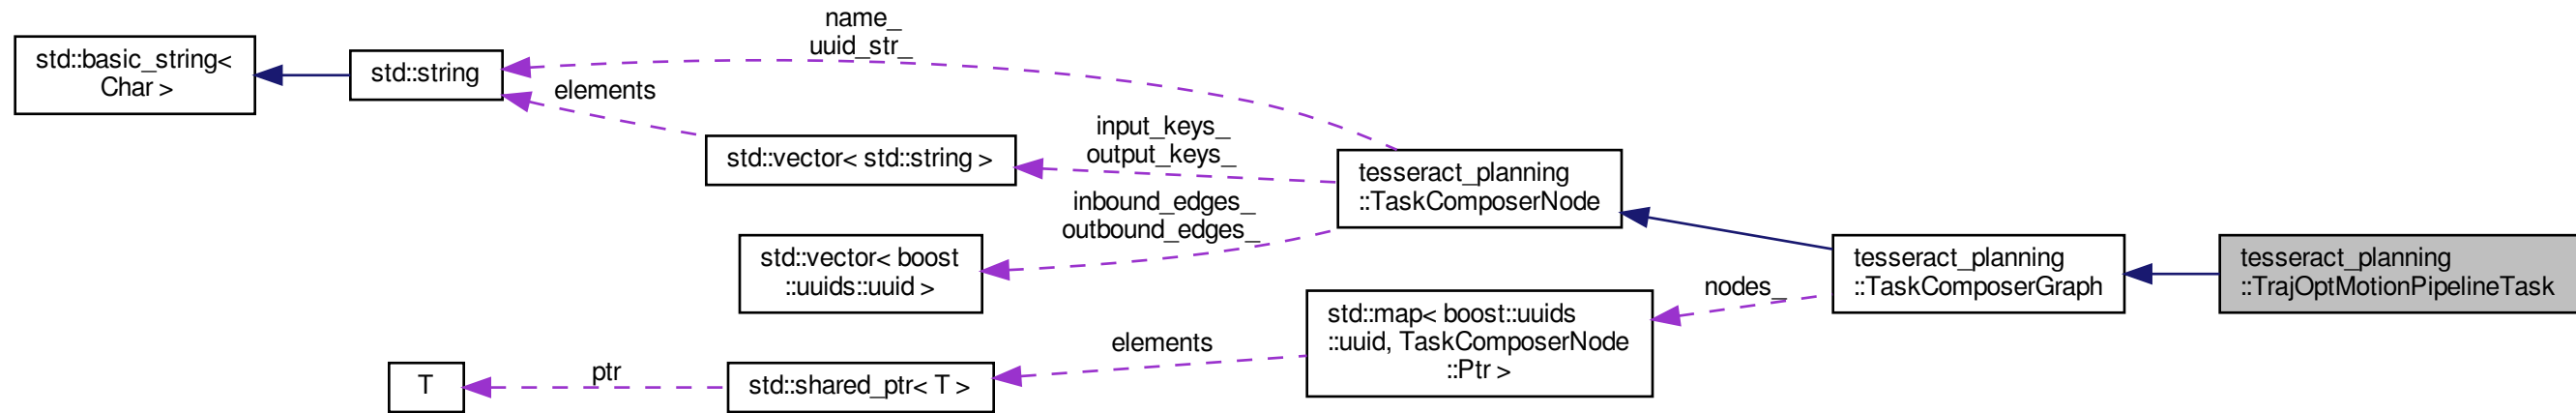 std::basic_string<
Char >
std::string
name_
uuid_str_
elements
std::vector< std::string >
input_keys_
output_keys_
inbound_edges_
outbound_edges_
std::vector< boost
::uuids::uuid >
tesseract_planning
::TaskComposerNode
tesseract_planning
::TaskComposerGraph
tesseract_planning
::TrajOptMotionPipelineTask
nodes_
std::map< boost::uuids
::uuid, TaskComposerNode
::Ptr >
elements
std::shared_ptr< T >
ptr
T